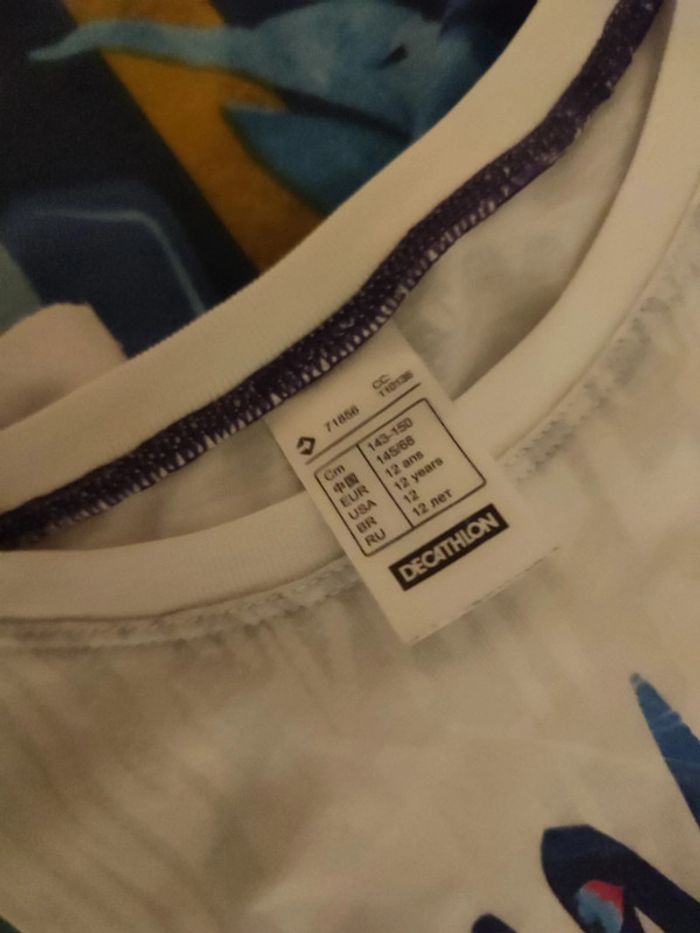 71856
CC:
110136
Cm 143-150
中国 145/68
EUR 12 ans
USA 12 years
BR 12
RU 12 лет
DECATHLON